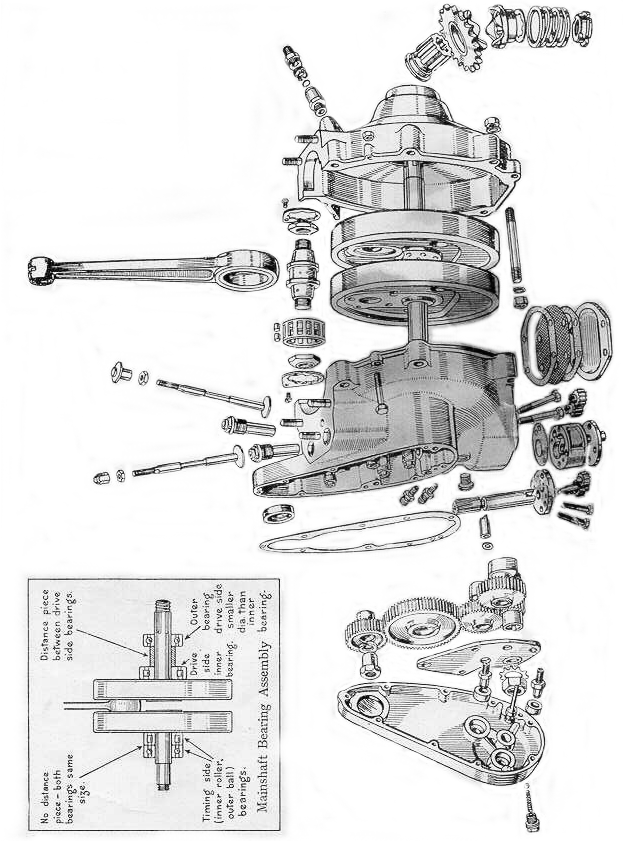 No distance
piece - both
bearings same
size.
Distance piece
between drive
side bearings.
Timing side,
(inner roller,
outer ball)
bearings.
Drive
side
inner
bearing.
Outer
bearing
drive side
smaller
dia. than
inner
bearing.
Mainshaft Bearing Assembly